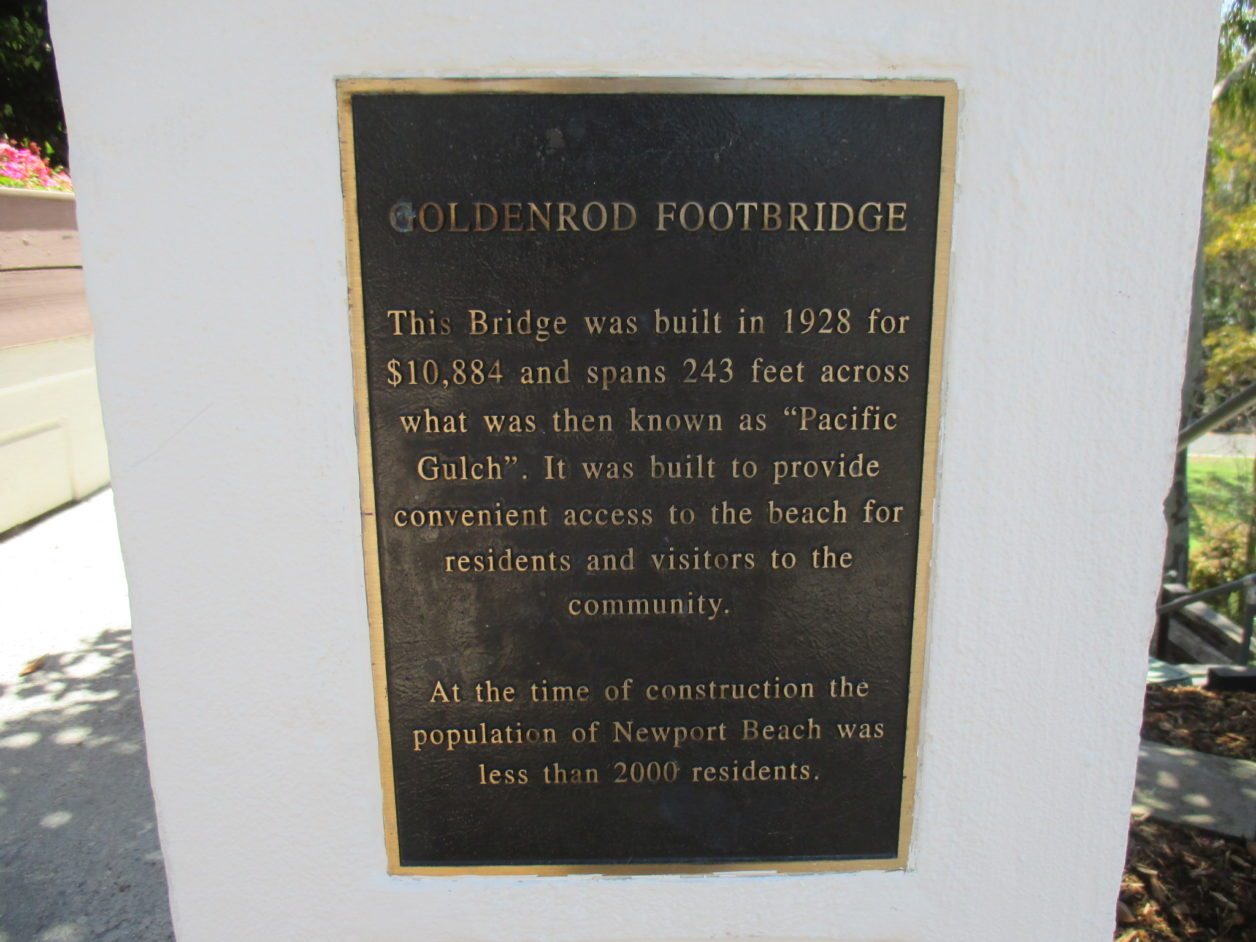 GOLDENROD FOOTBRIDGE
This Bridge was built in 1928 for
$10,884 and spans 243 feet across
what was then known as “Pacific
Gulch”. It was built to provide
convenient access to the beach for
residents and visitors to the
community.
At the time of construction the
population of Newport Beach was
less than 2000 residents.